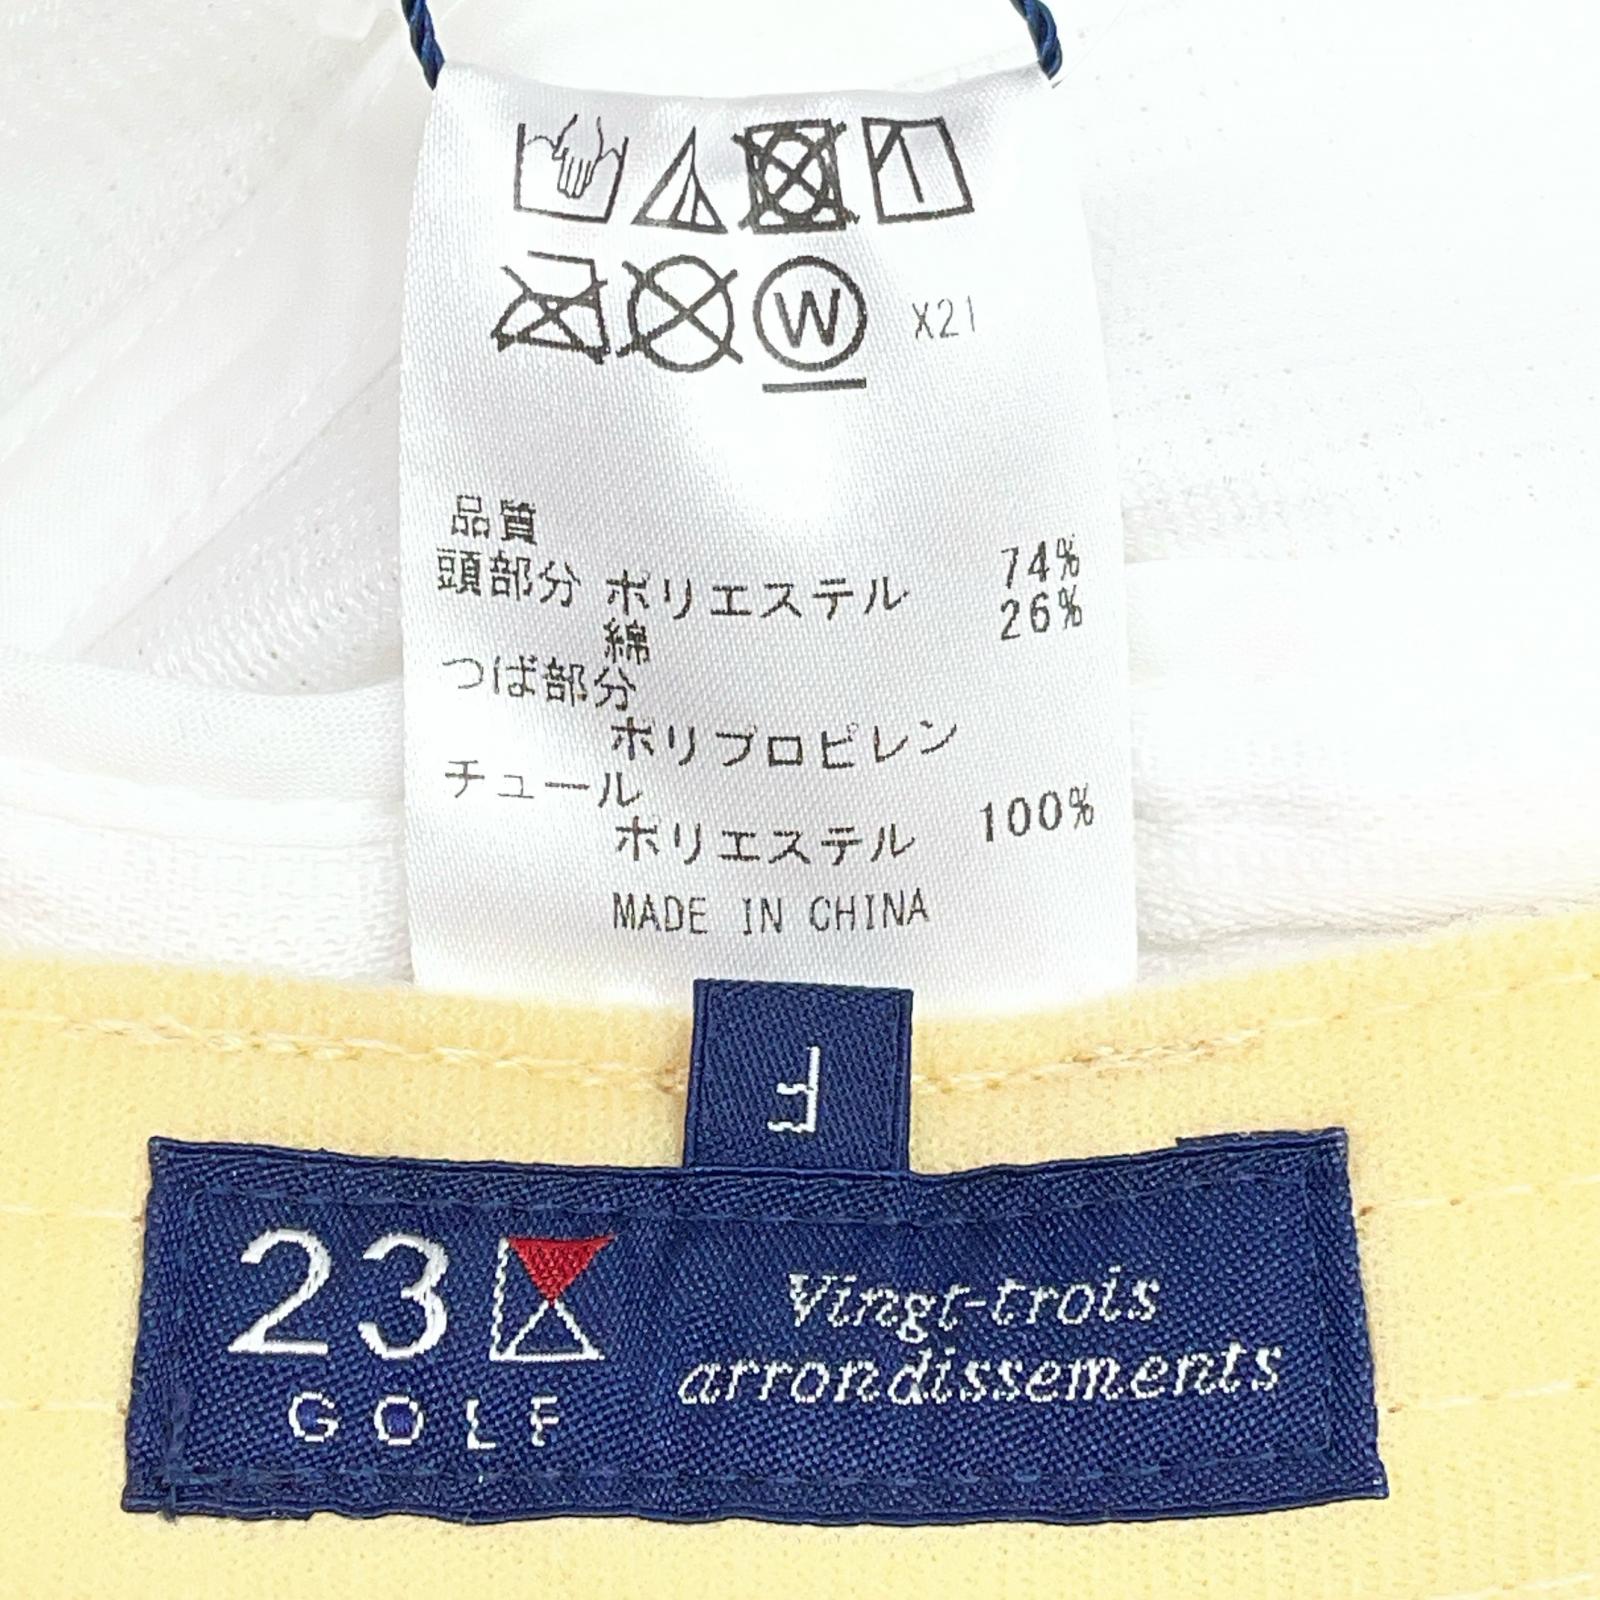 W X21
品質
頭部分 ポリエステル 74%
綿 26%
つば部分
ポリプロピレン
チュール
ポリエステル 100%
MADE IN CHINA
F
23
GOLF
Vingt-trois
arrondissements